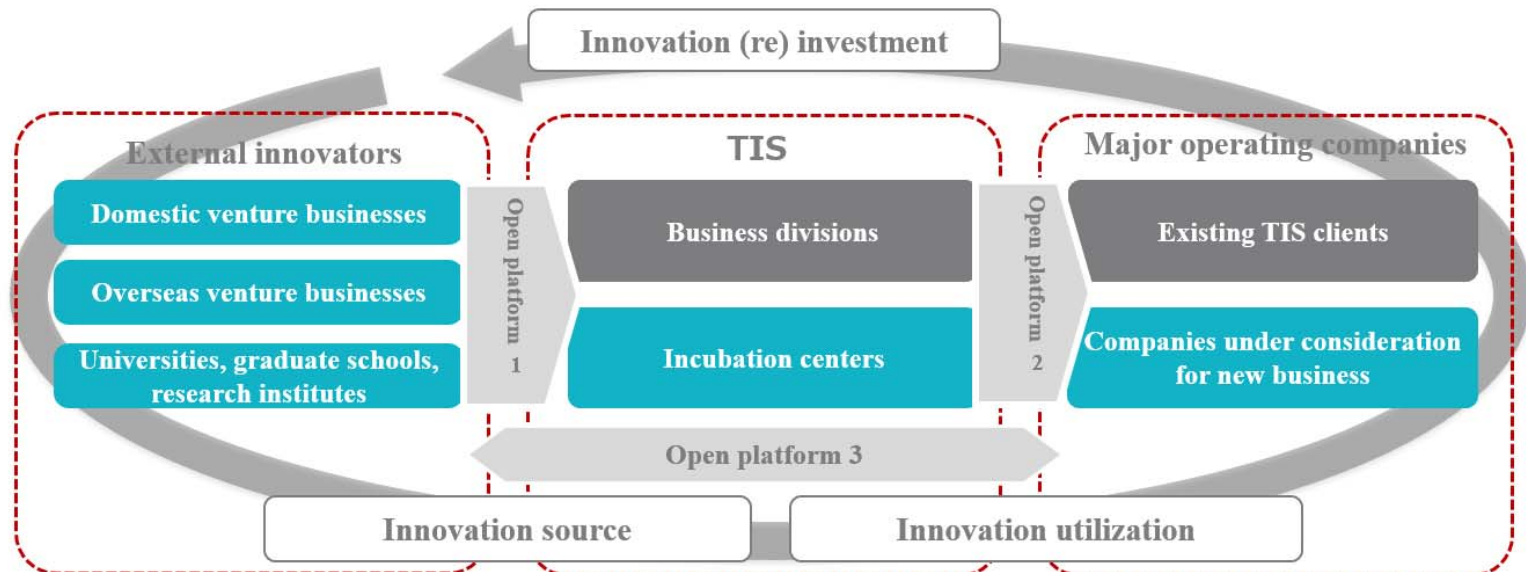 Innovation (re) investment
External innovators
Domestic venture businesses
Overseas venture businesses
Universities, graduate schools,
research institutes
Open platform
1
TIS
Business divisions
Incubation centers
Open platform
2
Major operating companies
Existing TIS clients
Companies under consideration
for new business
Open platform 3
Innovation source
Innovation utilization